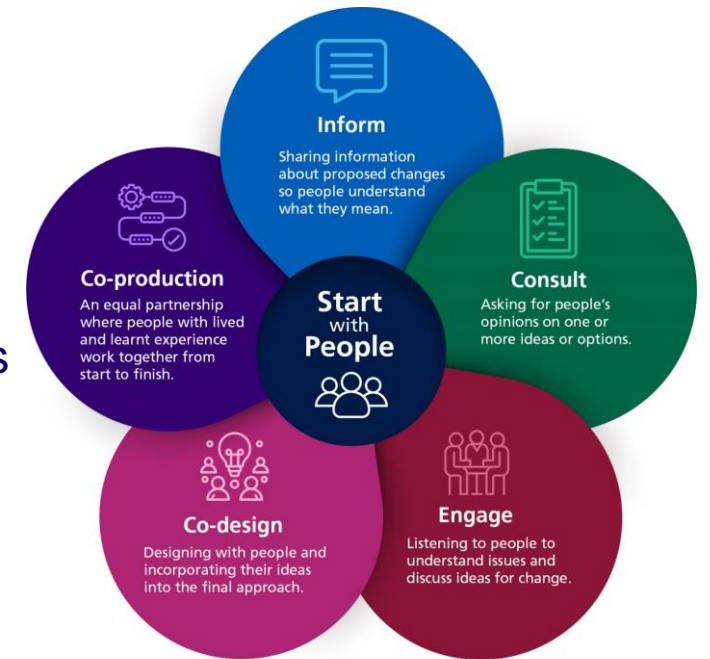 Inform
Sharing information
about proposed changes
so people understand
what they mean.
Consult
Asking for people's
opinions on one or
more ideas or options.
Engage
Listening to people to
understand issues and
discuss ideas for change.
Co-design
Designing with people and
incorporating their ideas
into the final approach.
Co-production
An equal partnership
where people with lived
and learnt experience
work together from
start to finish.
Start
with
People
s